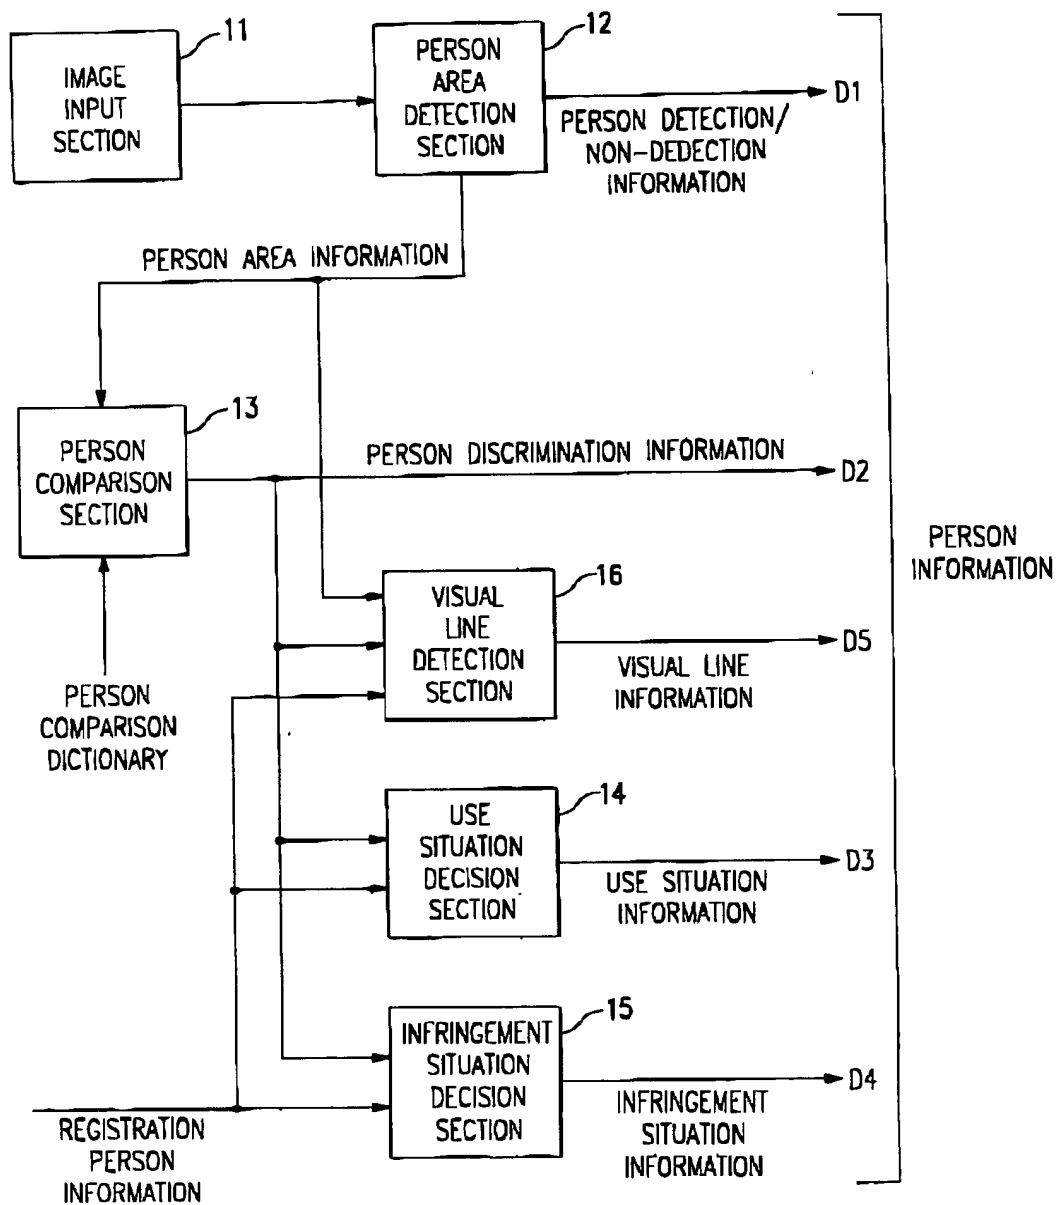 11
IMAGE
INPUT
SECTION
12
PERSON
AREA
DETECTION
SECTION
D1
PERSON DETECTION/
NON-DEDECTION
INFORMATION
PERSON AREA INFORMATION
13
PERSON
COMPARISON
SECTION
PERSON DISCRIMINATION INFORMATION
D2
PERSON
INFORMATION
16
VISUAL
LINE
DETECTION
SECTION
D5
VISUAL LINE
INFORMATION
PERSON
COMPARISON
DICTIONARY
14
USE
SITUATION
DECISION
SECTION
D3
USE SITUATION
INFORMATION
15
INFRINGEMENT
SITUATION
DECISION
SECTION
D4
INFRINGEMENT
SITUATION
INFORMATION
REGISTRATION
PERSON
INFORMATION